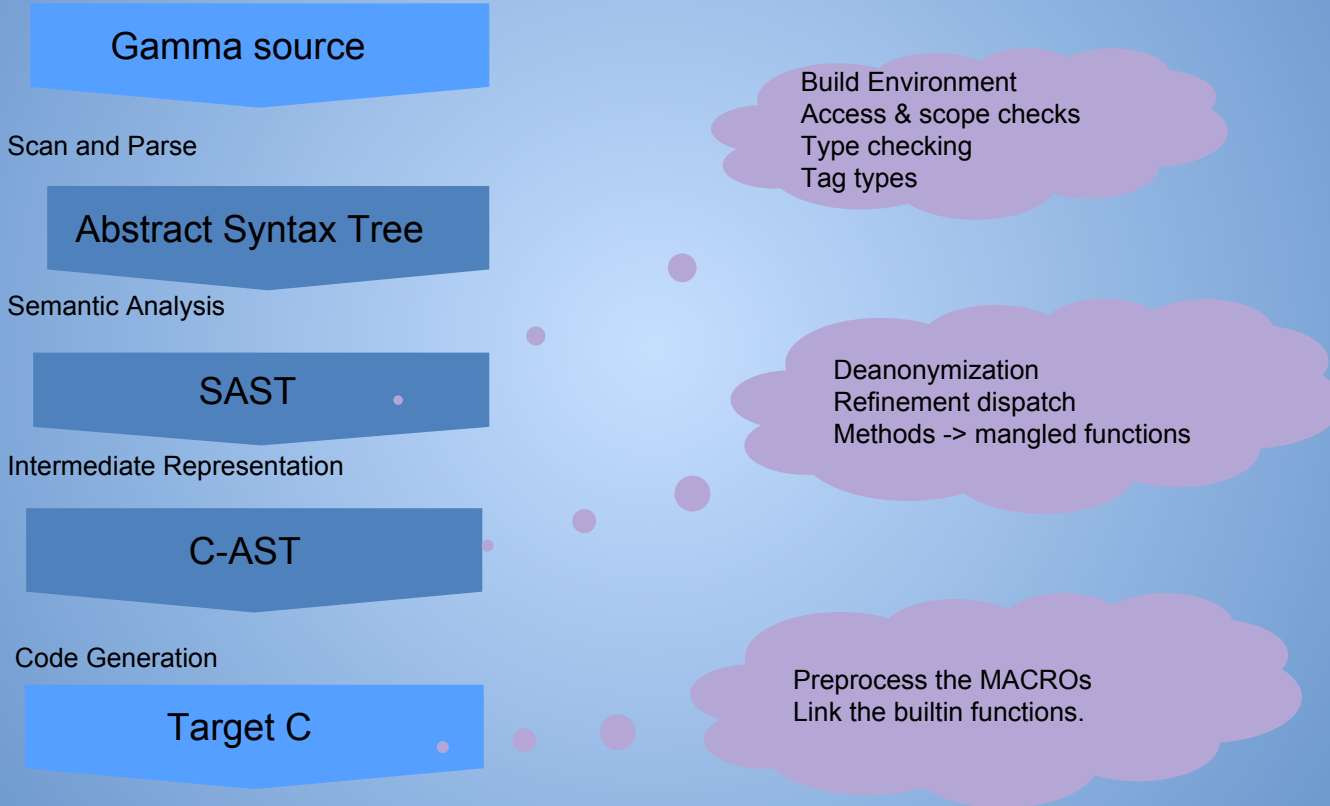 Gamma source
Scan and Parse
Abstract Syntax Tree
Semantic Analysis
SAST
Intermediate Representation
C-AST
Code Generation
Target C
Build Environment
Access & scope checks
Type checking
Tag types
Deanonymization
Refinement dispatch
Methods -> mangled functions
Preprocess the MACROs
Link the builtin functions.